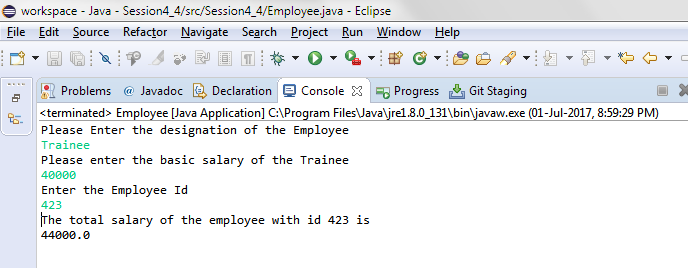 workspace - Java - Session4_4/src/Session4_4/Employee.java - Eclipse
File Edit Source Refactor Navigate Search Project Run Window Help
Problems @ Javadoc Declaration Console Progress Git Staging
<terminated> Employee [Java Application] C:\Program Files\Java\jre1.8.0_131\bin\javaw.exe (01-Jul-2017, 8:59:29 PM)
Please Enter the designation of the Employee
Trainee
Please enter the basic salary of the Trainee
40000
Enter the Employee Id
423
The total salary of the employee with id 423 is
44000.0